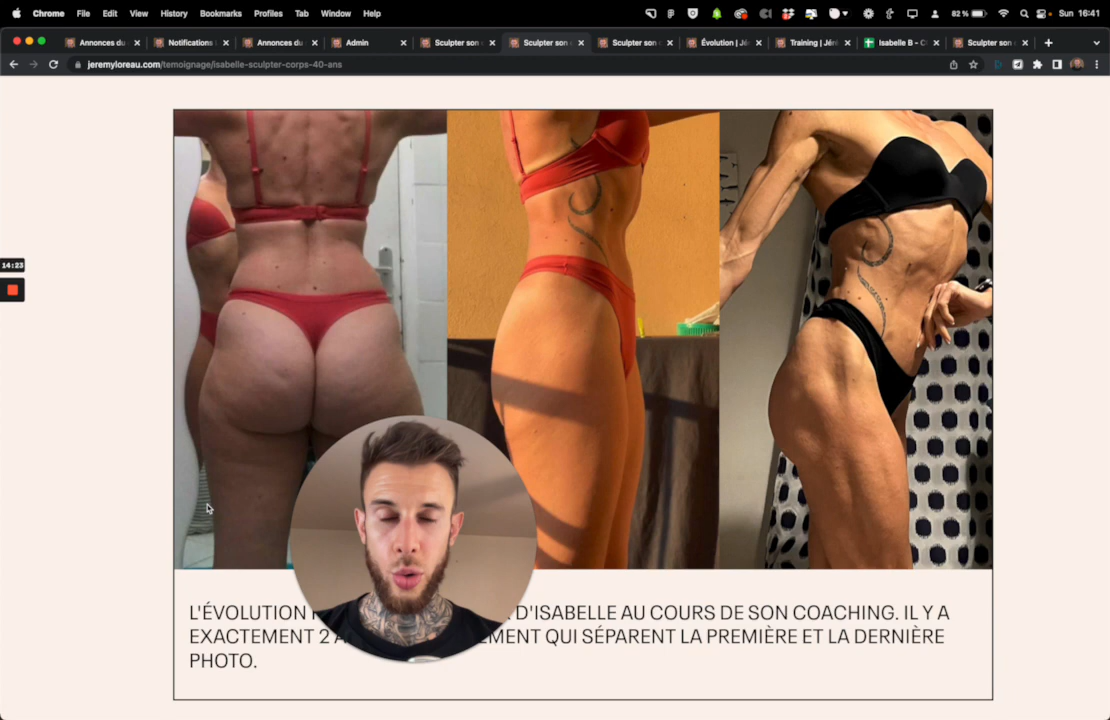 Chrome File Edit View History Bookmarks Profiles Tab Window Help 82 % Sun 16:41
Annonces du Notifications Annonces du Admin Sculpter son Sculpter son Sculpter son Évolution | Jé Training | Jéré Isabelle B - C Sculpter son
jeremyloreau.com/temoignage/isabelle-sculpter-corps-40-ans
14:23
L'ÉVOLUTION D'ISABELLE AU COURS DE SON COACHING. IL Y A
EXACTEMENT 2 QUI SÉPARENT LA PREMIÈRE ET LA DERNIÈRE
PHOTO.